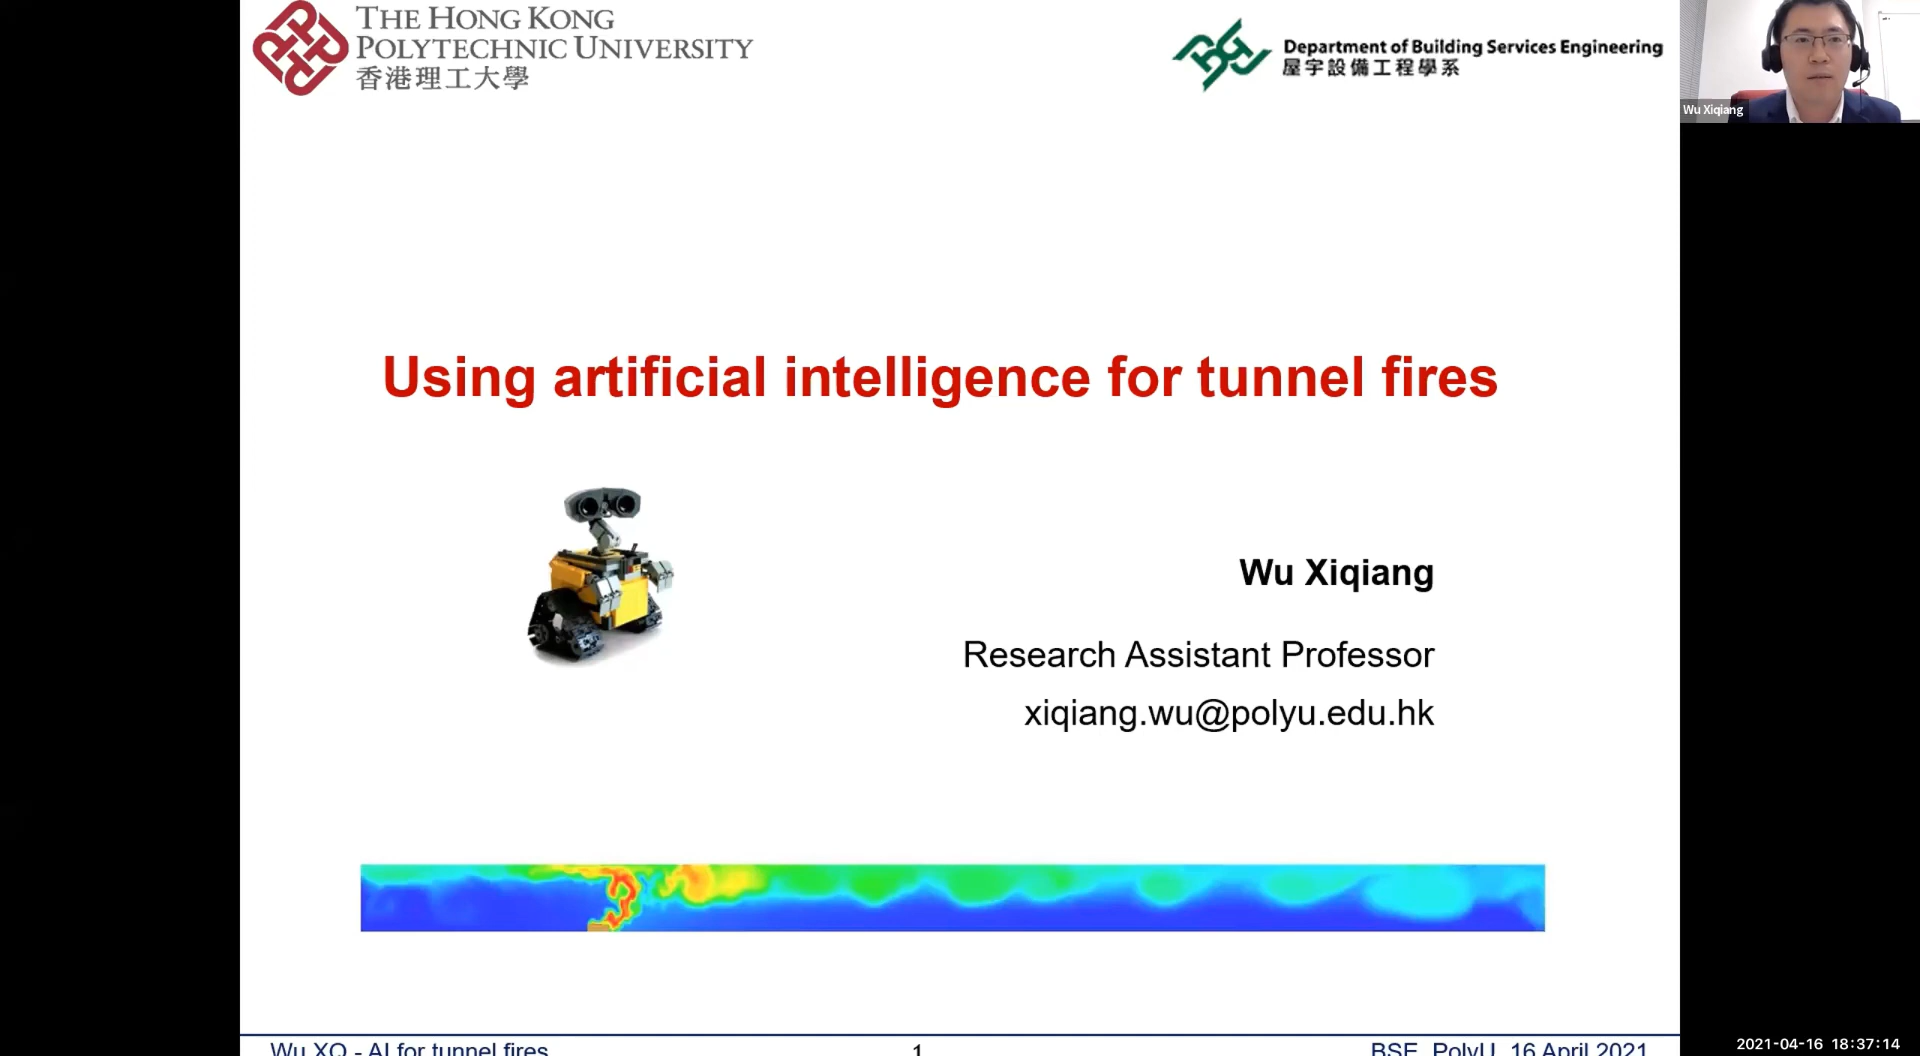 THE HONG KONG
POLYTECHNIC UNIVERSITY
香港理工大學
Department of Building Services Engineering
屋宇設備工程學系
Wu Xiqiang
Using artificial intelligence for tunnel fires
Wu Xiqiang
Research Assistant Professor
xiqiang.wu@polyu.edu.hk
Wu XQ - AI for tunnel fires
1
BSE, PolyU, 16 April 2021
2021-04-16 18:37:14